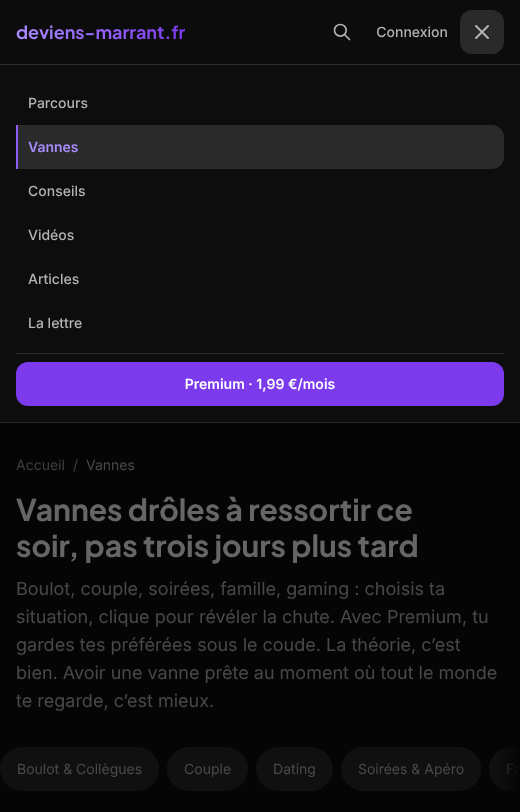 deviens-marrant.fr
Connexion
Parcours
Vannes
Conseils
Vidéos
Articles
La lettre
Premium · 1,99 €/mois
Accueil / Vannes
Vannes drôles à ressortir ce
soir, pas trois jours plus tard
Boulot, couple, soirées, famille, gaming : choisis ta
situation, clique pour révéler la chute. Avec Premium, tu
gardes tes préférées sous le coude. La théorie, c’est
bien. Avoir une vanne prête au moment où tout le monde
te regarde, c’est mieux.
Boulot & Collègues Couple Dating Soirées & Apéro